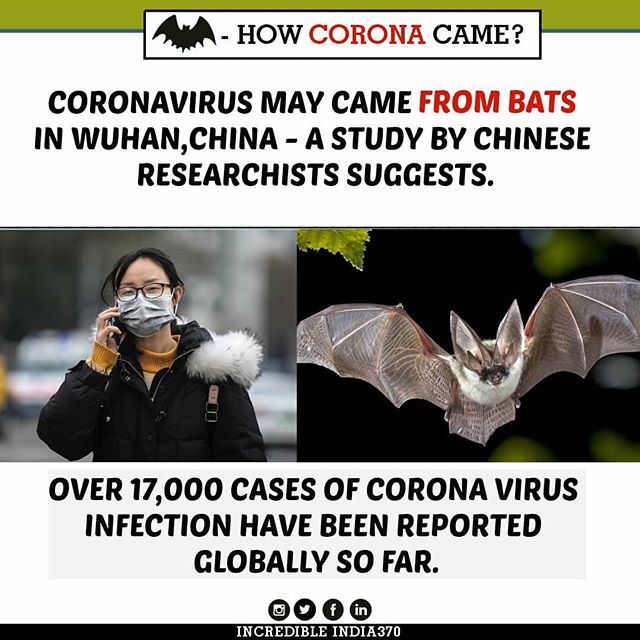 - HOW CORONA CAME?
CORONAVIRUS MAY CAME FROM BATS
IN WUHAN,CHINA - A STUDY BY CHINESE
RESEARCHISTS SUGGESTS.
OVER 17,000 CASES OF CORONA VIRUS
INFECTION HAVE BEEN REPORTED
GLOBALLY SO FAR.
INCREDIBLE INDIA370